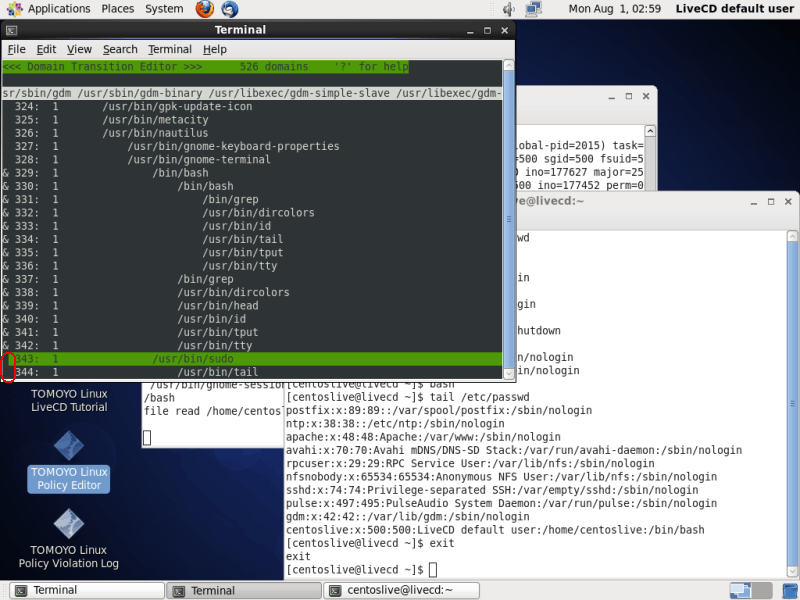 Applications Places System
Mon Aug 1, 02:59 LiveCD default user
Terminal
File Edit View Search Terminal Help
<<< Domain Transition Editor >>> 526 domains '?' for help
sr/sbin/gdm /usr/sbin/gdm-binary /usr/libexec/gdm-simple-slave /usr/libexec/gdm-
324: 1 /usr/bin/gpk-update-icon
325: 1 /usr/bin/metacity
326: 1 /usr/bin/nautilus
327: 1 /usr/bin/gnome-keyboard-properties
328: 1 /usr/bin/gnome-terminal
& 329: 1 /bin/bash
& 330: 1 /bin/bash
& 331: 1 /bin/grep
& 332: 1 /usr/bin/dircolors
& 333: 1 /usr/bin/id
& 334: 1 /usr/bin/tail
& 335: 1 /usr/bin/tput
& 336: 1 /usr/bin/tty
& 337: 1 /bin/grep
& 338: 1 /usr/bin/dircolors
& 339: 1 /usr/bin/head
& 340: 1 /usr/bin/id
& 341: 1 /usr/bin/tput
& 342: 1 /usr/bin/tty
343: 1 /usr/bin/sudo
344: 1 /usr/bin/tail
obal-pid=2015) task=
=500 sgid=500 fsuid=5
0 ino=177627 major=25
500 ino=177452 perm=0
ve@livecd:~
wd
in
gin
hutdown
n/nologin
in/nologin
[centoslive@livecd ~]$ bash
[centoslive@livecd ~]$ tail /etc/passwd
postfix:x:89:89::/var/spool/postfix:/sbin/nologin
ntp:x:38:38::/etc/ntp:/sbin/nologin
apache:x:48:48:Apache:/var/www:/sbin/nologin
avahi:x:70:70:Avahi mDNS/DNS-SD Stack:/var/run/avahi-daemon:/sbin/nologin
rpcuser:x:29:29:RPC Service User:/var/lib/nfs:/sbin/nologin
nfsnobody:x:65534:65534:Anonymous NFS User:/var/lib/nfs:/sbin/nologin
sshd:x:74:74:Privilege-separated SSH:/var/empty/sshd:/sbin/nologin
pulse:x:497:495:PulseAudio System Daemon:/var/run/pulse:/sbin/nologin
gdm:x:42:42::/var/lib/gdm:/sbin/nologin
centoslive:x:500:500:LiveCD default user:/home/centoslive:/bin/bash
[centoslive@livecd ~]$ exit
exit
[centoslive@livecd ~]$
/usr/bin/gnome-session
/bash
file read /home/centosl
TOMOYO Linux
LiveCD Tutorial
TOMOYO Linux
Policy Editor
TOMOYO Linux
Policy Violation Log
Terminal
Terminal
centoslive@livecd:~